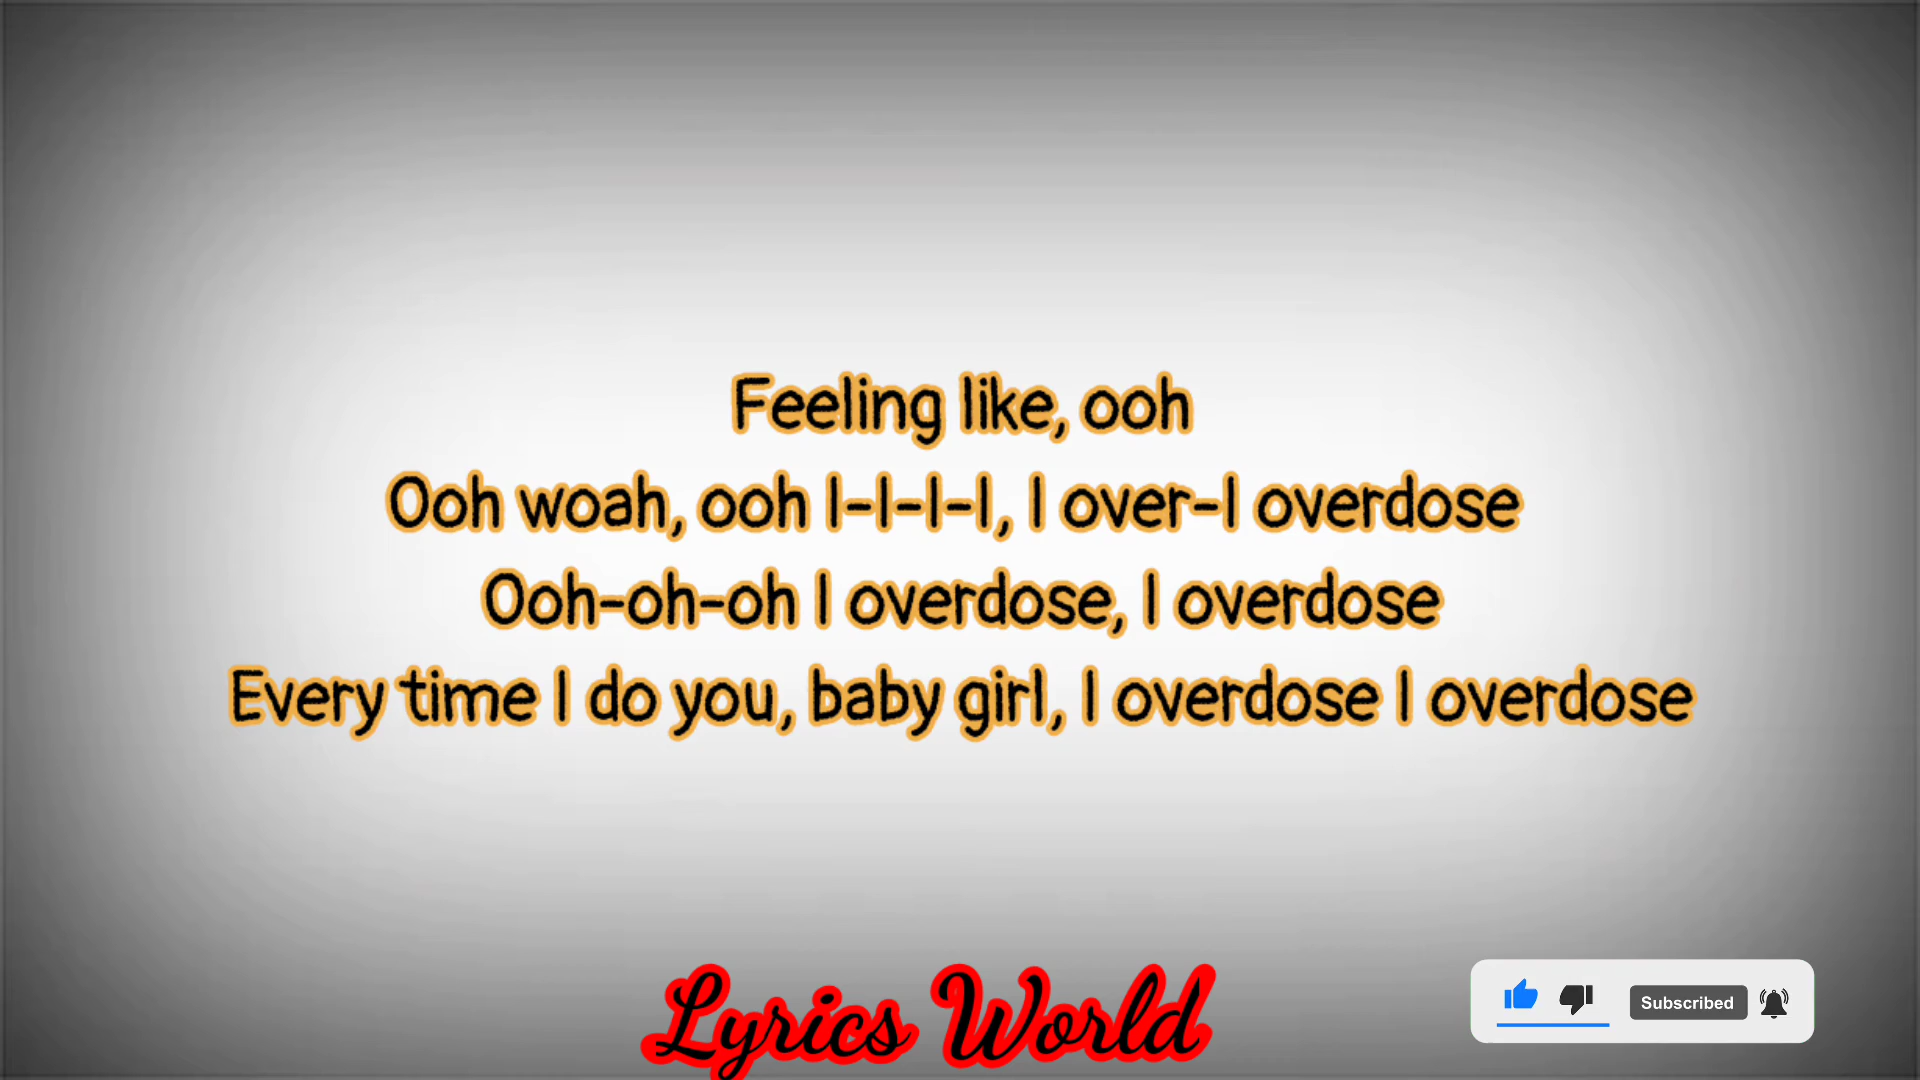 Feeling like, ooh
Ooh woah, ooh I-I-I-I, I over-I overdose
Ooh-oh-oh I overdose, I overdose
Every time I do you, baby girl, I overdose I overdose
Lyrics World
Subscribed